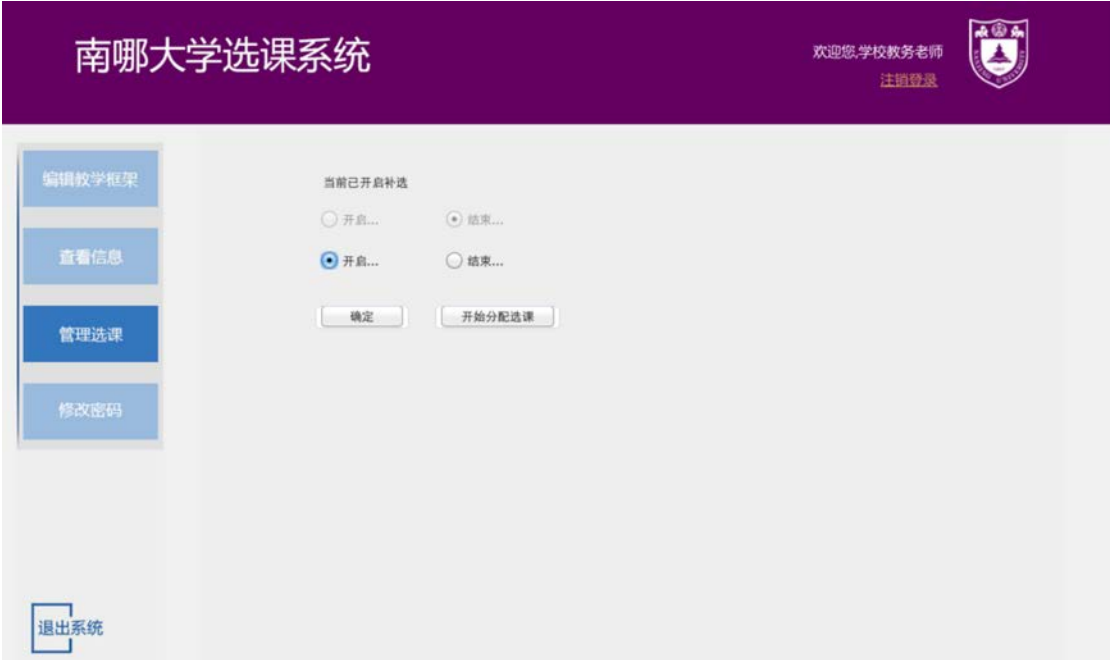 南哪大学选课系统
欢迎您,学校教务老师
注销登录
编辑教学框架
查看信息
管理选课
修改密码
当前已开启补选
开启... 结束...
开启... 结束...
确定 开始分配选课
退出系统